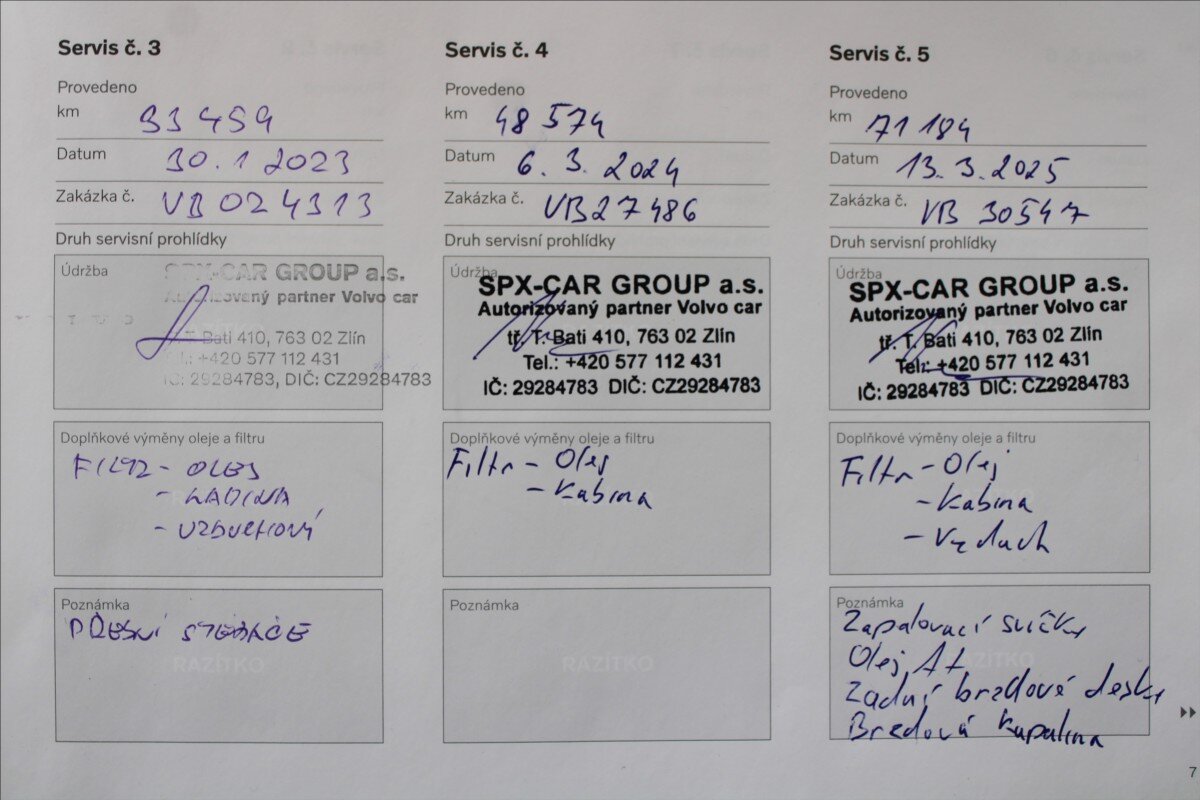 Servis č. 3
Provedeno
km 33 459
Datum 30.1 2023
Zakázka č. VB024313
Druh servisní prohlídky
Údržba
SPX-CAR GROUP a.s.
Autorizovaný partner Volvo car
tř. T. Bati 410, 763 02 Zlín
Tel.: +420 577 112 431
IČ: 29284783, DIČ: CZ29284783
Doplňkové výměny oleje a filtru
FILTR - OLEJ
- KABINA
- VZDUCHOVÝ
Poznámka
PŘEDNÍ STĚRAČE
RAZÍTKO
Servis č. 4
Provedeno
km 48 574
Datum 6. 3. 2024
Zakázka č. VB27486
Druh servisní prohlídky
Údržba
SPX-CAR GROUP a.s.
Autorizovaný partner Volvo car
tř. T. Bati 410, 763 02 Zlín
Tel.: +420 577 112 431
IČ: 29284783 DIČ: CZ29284783
Doplňkové výměny oleje a filtru
Filtr - Olej
- Kabina
Poznámka
RAZÍTKO
Servis č. 5
Provedeno
km 71 184
Datum 13. 3. 2025
Zakázka č. VB 30547
Druh servisní prohlídky
Údržba
SPX-CAR GROUP a.s.
Autorizovaný partner Volvo car
tř. T. Bati 410, 763 02 Zlín
Tel.: +420 577 112 431
IČ: 29284783 DIČ: CZ29284783
Doplňkové výměny oleje a filtru
Filtr - Olej
- Kabina
- Vzduch
Poznámka
Zapalovací svíčky
Olej AT
RAZÍTKO
Zadní brzdové desky
Brzdová kapalina
7